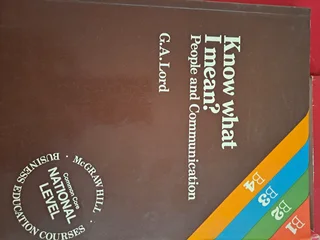 Know what
I mean?
People and Communication
G.A.Lord
B4
B3
B2
B1
McGRAW HILL ·
Common Core
NATIONAL
LEVEL
BUSINESS EDUCATION COURSES ·